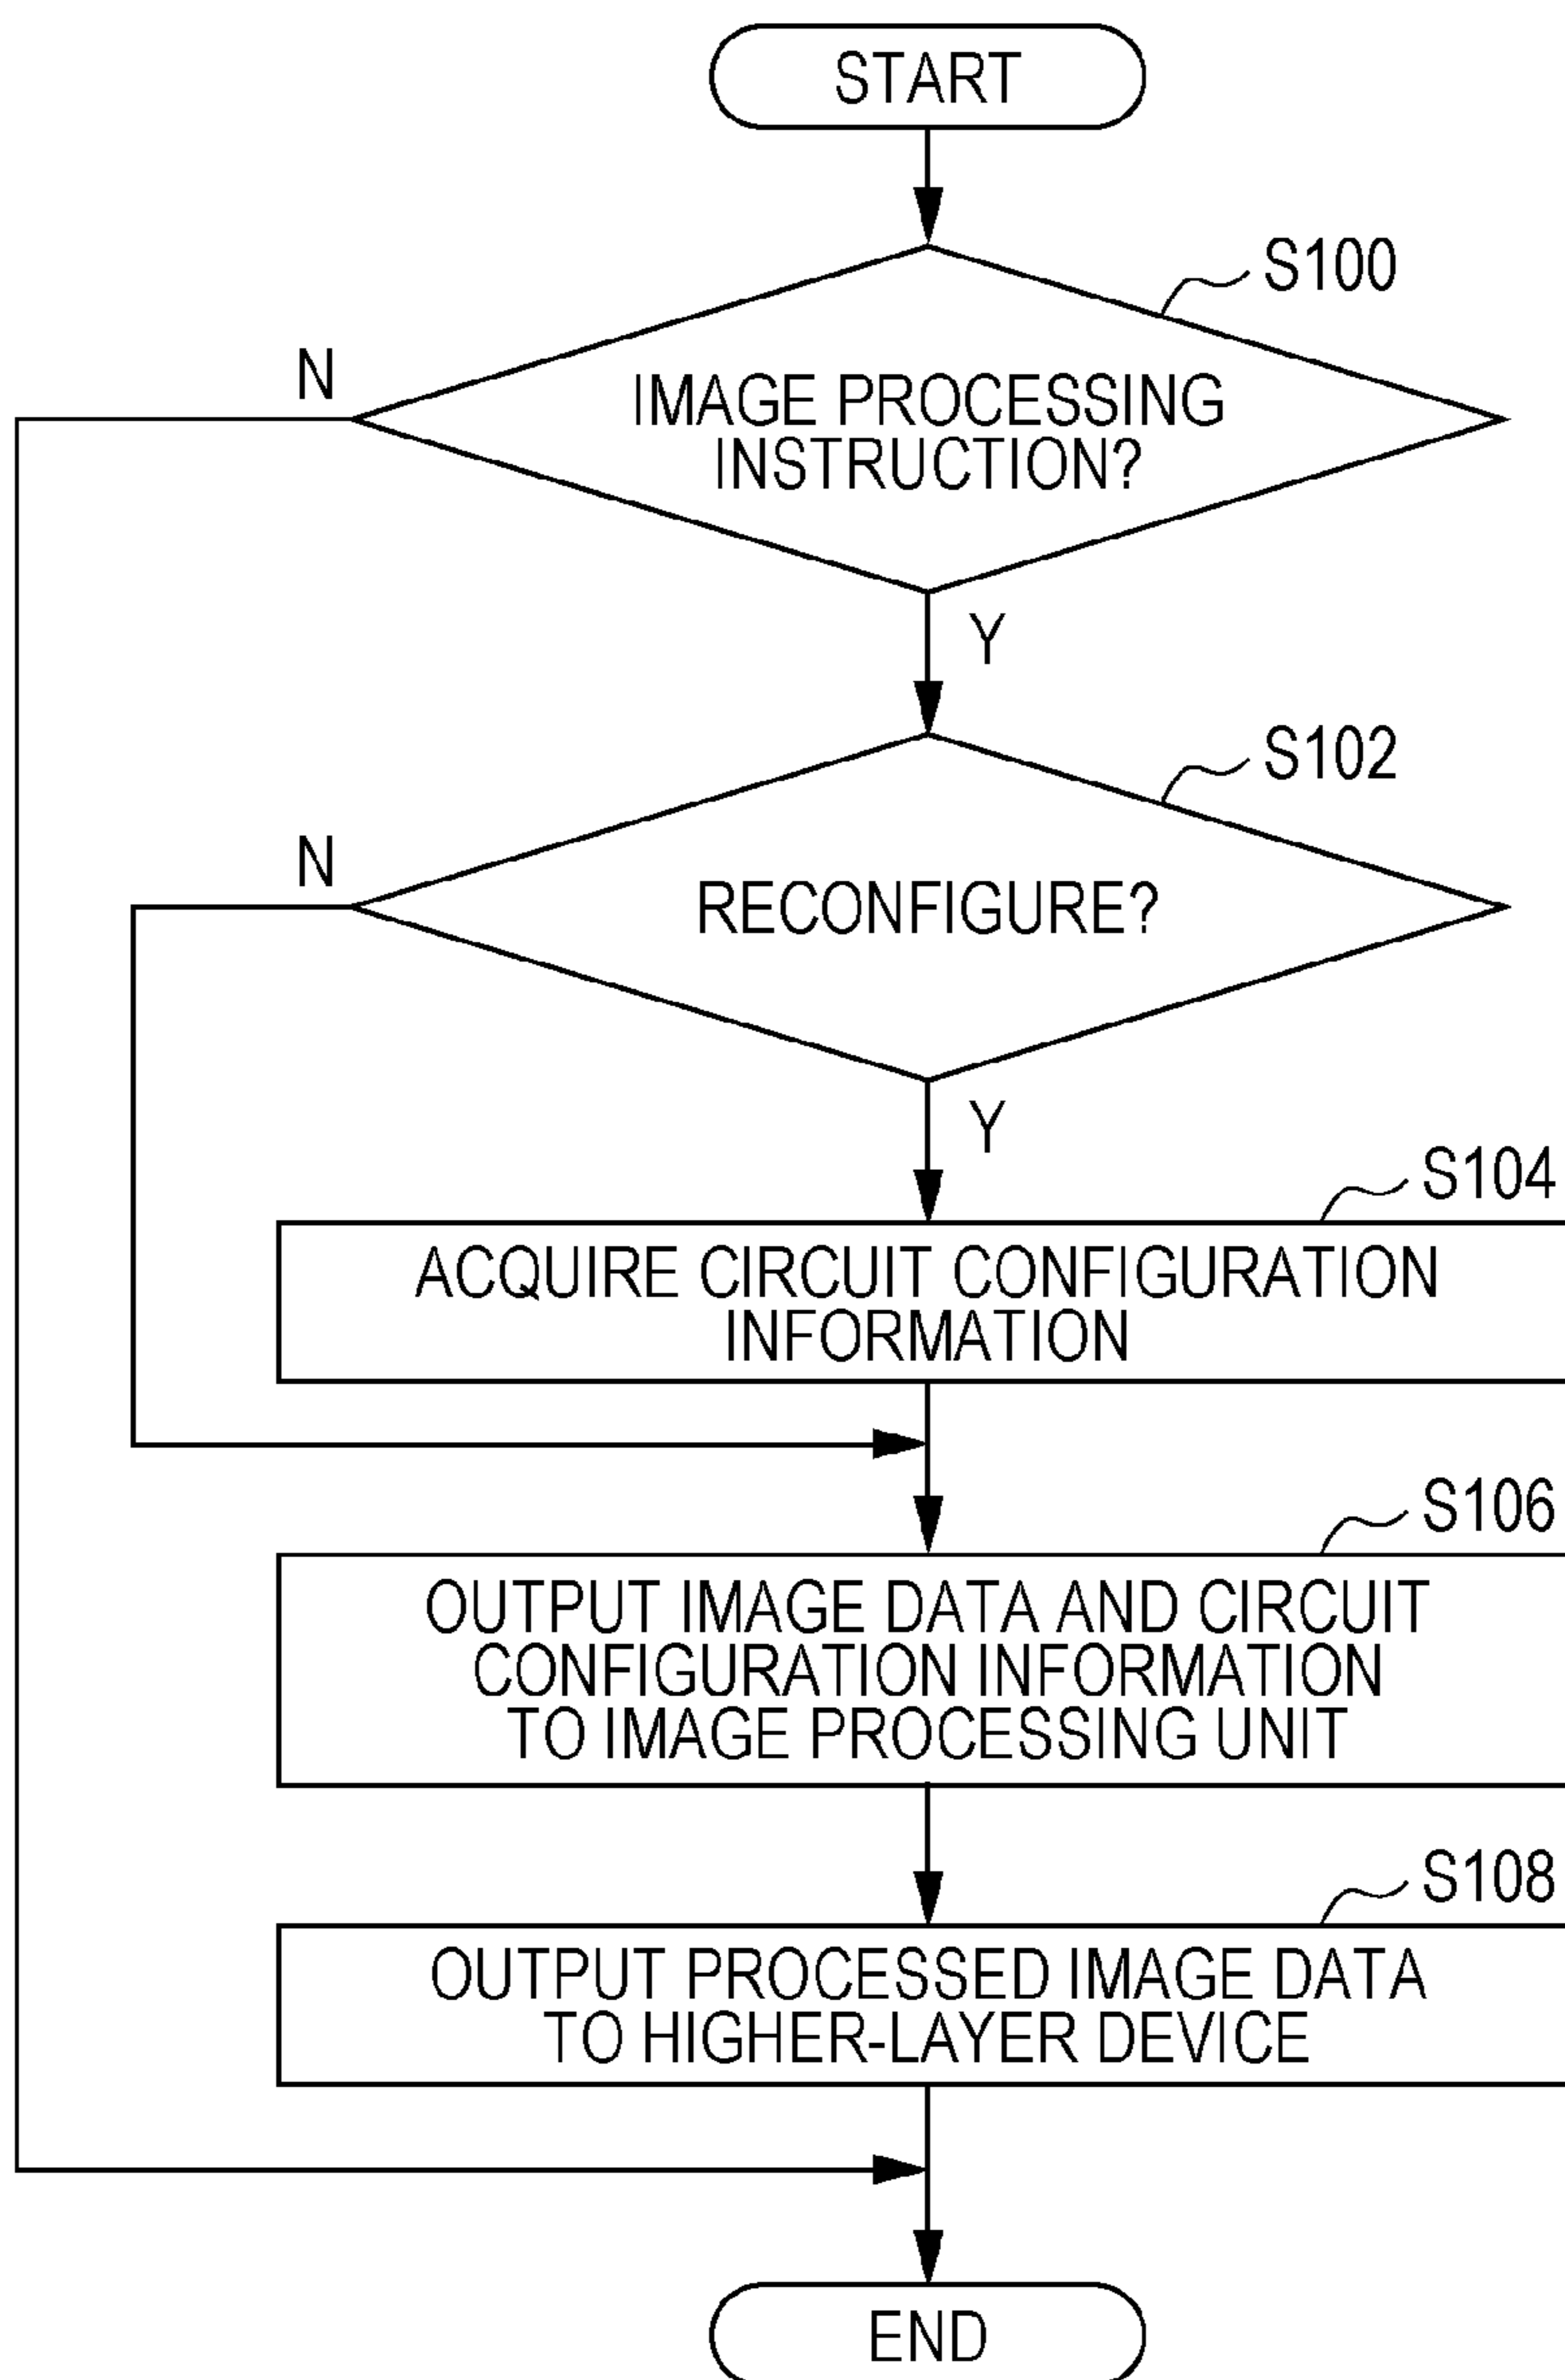 START
S100
N
IMAGE PROCESSING
INSTRUCTION?
Y
S102
N
RECONFIGURE?
Y
S104
ACQUIRE CIRCUIT CONFIGURATION
INFORMATION
S106
OUTPUT IMAGE DATA AND CIRCUIT
CONFIGURATION INFORMATION
TO IMAGE PROCESSING UNIT
S108
OUTPUT PROCESSED IMAGE DATA
TO HIGHER-LAYER DEVICE
END